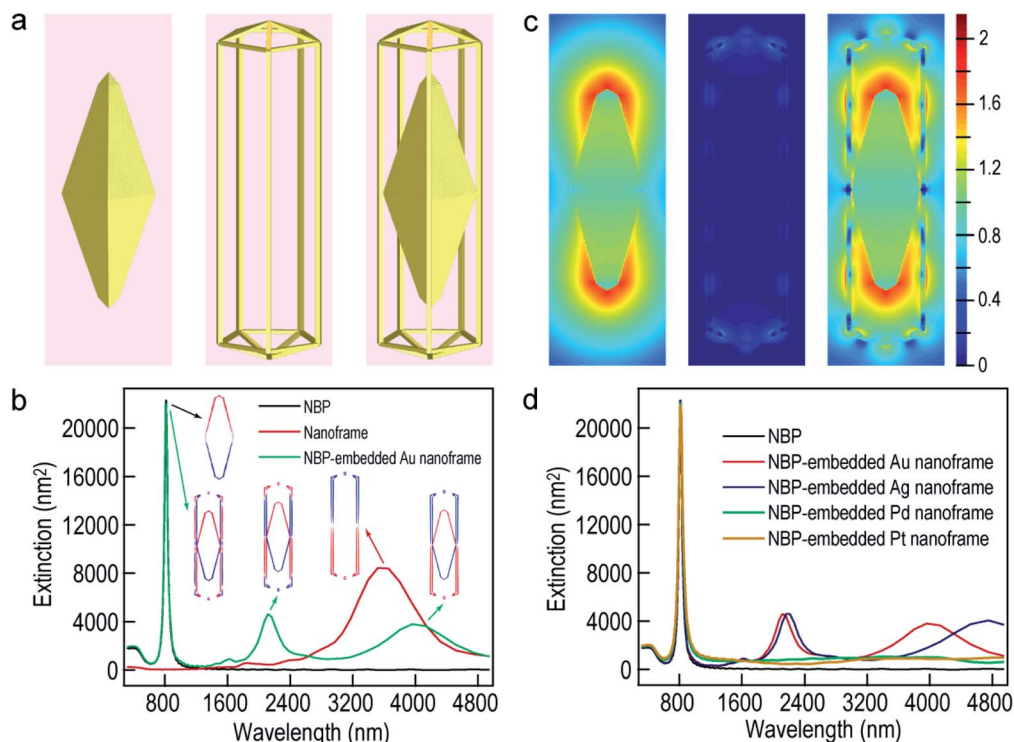 a
c
2
1.6
1.2
0.8
0.4
0
b
NBP
Nanoframe
NBP-embedded Au nanoframe
20000
16000
12000
8000
4000
0
Extinction (nm²)
800 1600 2400 3200 4000 4800
Wavelength (nm)
d
NBP
NBP-embedded Au nanoframe
NBP-embedded Ag nanoframe
NBP-embedded Pd nanoframe
NBP-embedded Pt nanoframe
20000
16000
12000
8000
4000
0
Extinction (nm²)
800 1600 2400 3200 4000 4800
Wavelength (nm)